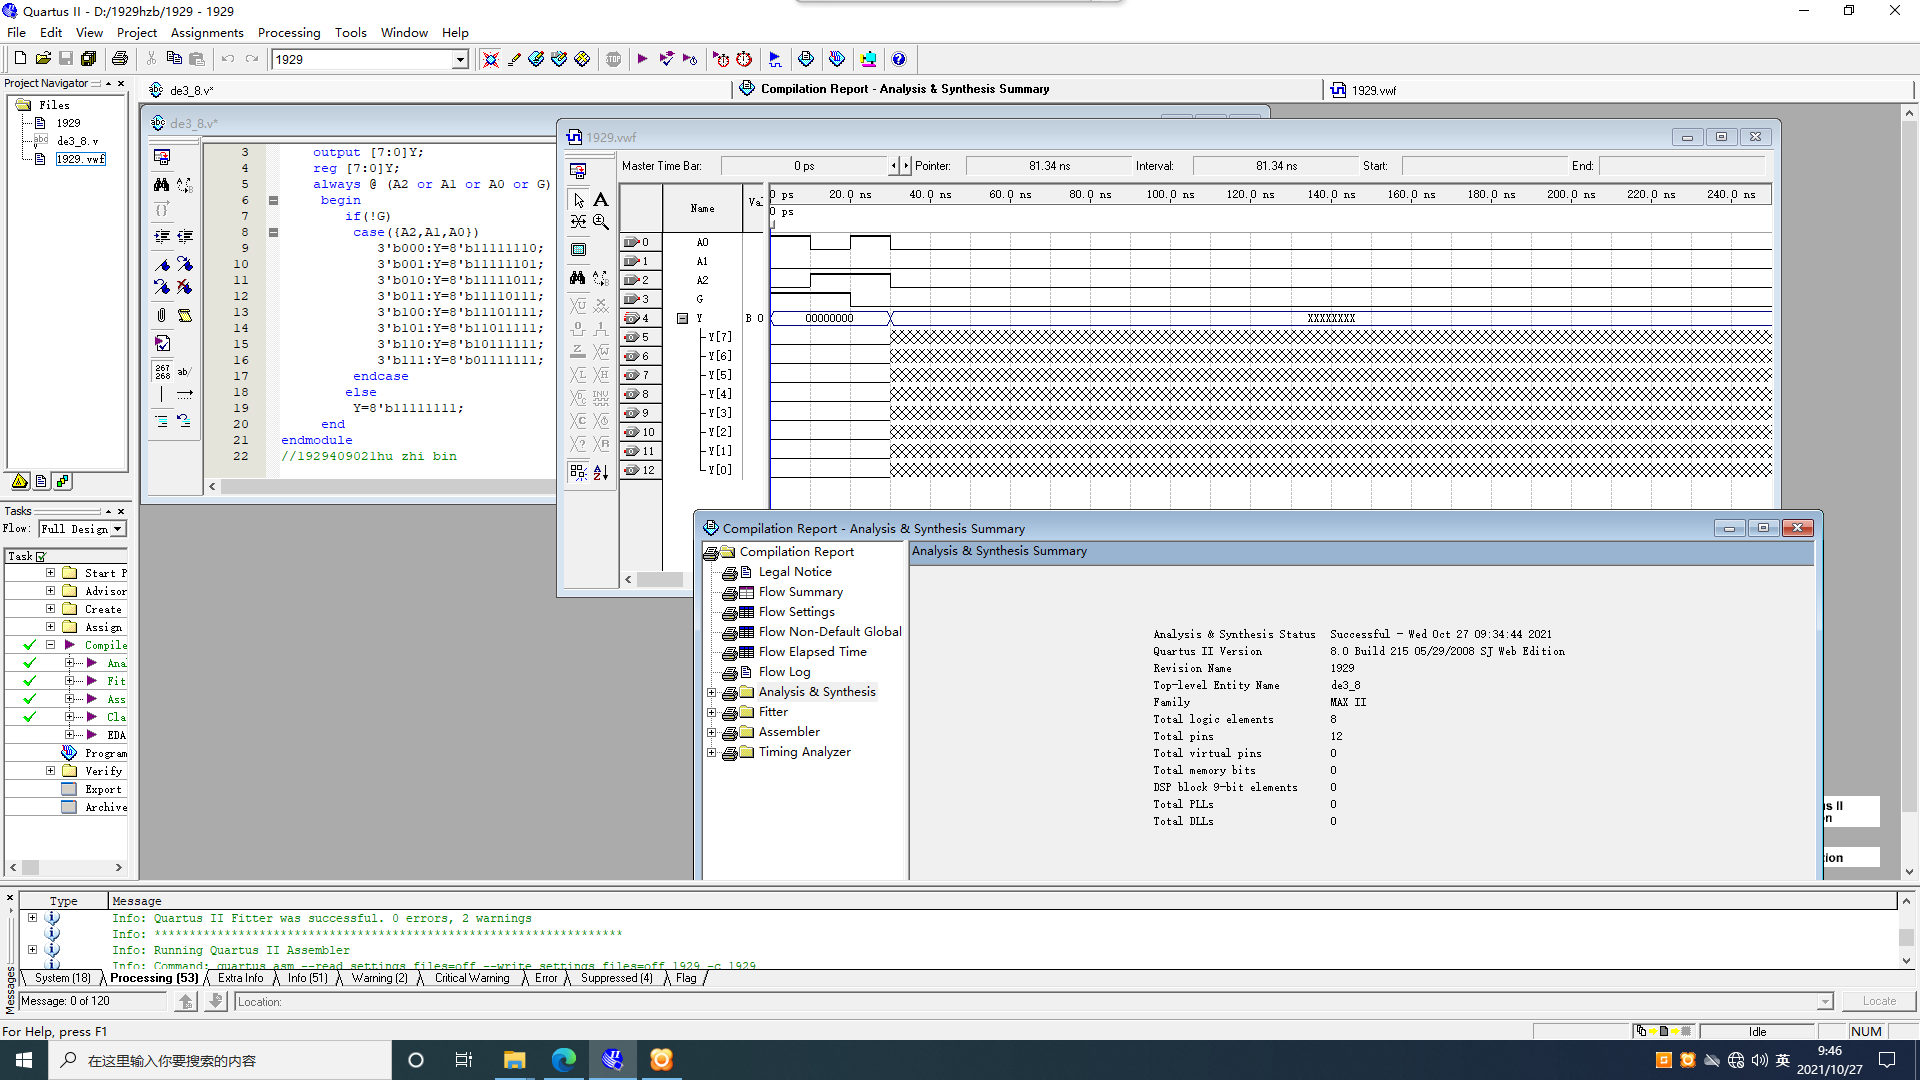 Quartus II - D:/1929hzb/1929 - 1929
File Edit View Project Assignments Processing Tools Window Help
1929
Project Navigator
Files
1929
de3_8.v
1929.vwf
de3_8.v*
Compilation Report - Analysis & Synthesis Summary
1929.vwf
de3_8.v*
3 output [7:0]Y;
4 reg [7:0]Y;
5 always @ (A2 or A1 or A0 or G)
6 begin
7 if(!G)
8 case({A2,A1,A0})
9 3'b000:Y=8'b11111110;
10 3'b001:Y=8'b11111101;
11 3'b010:Y=8'b11111011;
12 3'b011:Y=8'b11110111;
13 3'b100:Y=8'b11101111;
14 3'b101:Y=8'b11011111;
15 3'b110:Y=8'b10111111;
16 3'b111:Y=8'b01111111;
17 endcase
18 else
19 Y=8'b11111111;
20 end
21 endmodule
22 //1929409021hu zhi bin
1929.vwf
Master Time Bar: 0 ps Pointer: 81.34 ns Interval: 81.34 ns Start: End:
Name
0 ps 20.0 ns 40.0 ns 60.0 ns 80.0 ns 100.0 ns 120.0 ns 140.0 ns 160.0 ns 180.0 ns 200.0 ns 220.0 ns 240.0 ns
0 ps
0 A0
1 A1
2 A2
3 G
4 Y B 0 00000000 XXXXXXXX
5 Y[7]
6 Y[6]
7 Y[5]
8 Y[4]
9 Y[3]
10 Y[2]
11 Y[1]
12 Y[0]
Tasks
Flow: Full Design
Task
Start P
Advisor
Create
Assign
Compile
Ana
Fit
Ass
Cla
EDA
Program
Verify
Export
Archive
Compilation Report - Analysis & Synthesis Summary
Compilation Report
Legal Notice
Flow Summary
Flow Settings
Flow Non-Default Global
Flow Elapsed Time
Flow Log
Analysis & Synthesis
Fitter
Assembler
Timing Analyzer
Analysis & Synthesis Summary
Analysis & Synthesis Status Successful - Wed Oct 27 09:34:44 2021
Quartus II Version 8.0 Build 215 05/29/2008 SJ Web Edition
Revision Name 1929
Top-level Entity Name de3_8
Family MAX II
Total logic elements 8
Total pins 12
Total virtual pins 0
Total memory bits 0
DSP block 9-bit elements 0
Total PLLs 0
Total DLLs 0
Type Message
Info: Quartus II Fitter was successful. 0 errors, 2 warnings
Info: ********************************************************************
Info: Running Quartus II Assembler
Info: Command: quartus_asm --read_settings_files=off --write_settings_files=off 1929 -c 1929
System (18) Processing (53) Extra Info Info (51) Warning (2) Critical Warning Error Suppressed (4) Flag
Messages
Message: 0 of 120 Location: Locate
For Help, press F1 Idle NUM
在这里输入你要搜索的内容
英
9:46
2021/10/27